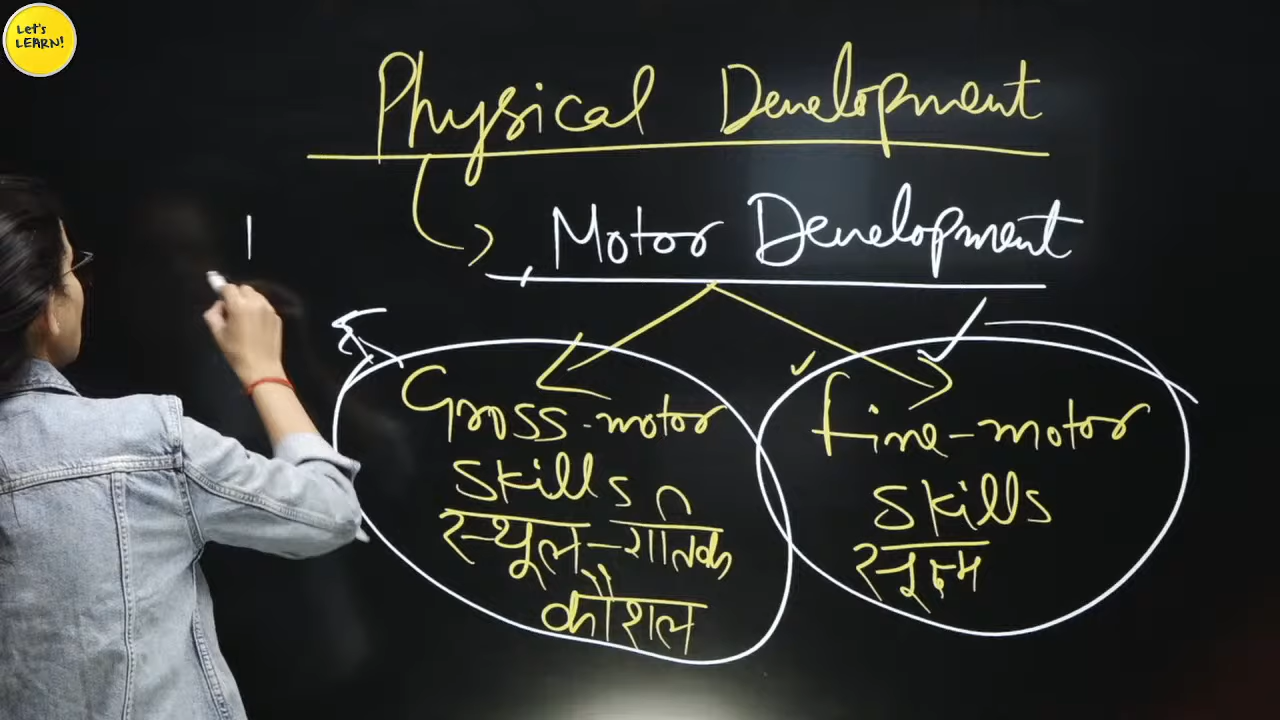 Let's
LEARN!
Physical Development
Motor Development
Gross-motor
skills
स्थूल-गतिक
कौशल
fine-motor
skills
सूक्ष्म